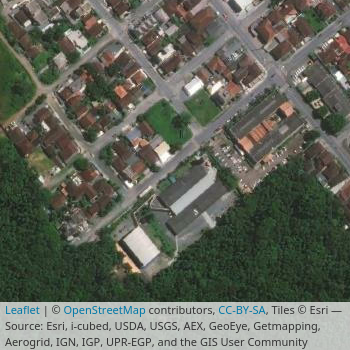 Leaflet | © OpenStreetMap contributors, CC-BY-SA, Tiles © Esri —
Source: Esri, i-cubed, USDA, USGS, AEX, GeoEye, Getmapping,
Aerogrid, IGN, IGP, UPR-EGP, and the GIS User Community